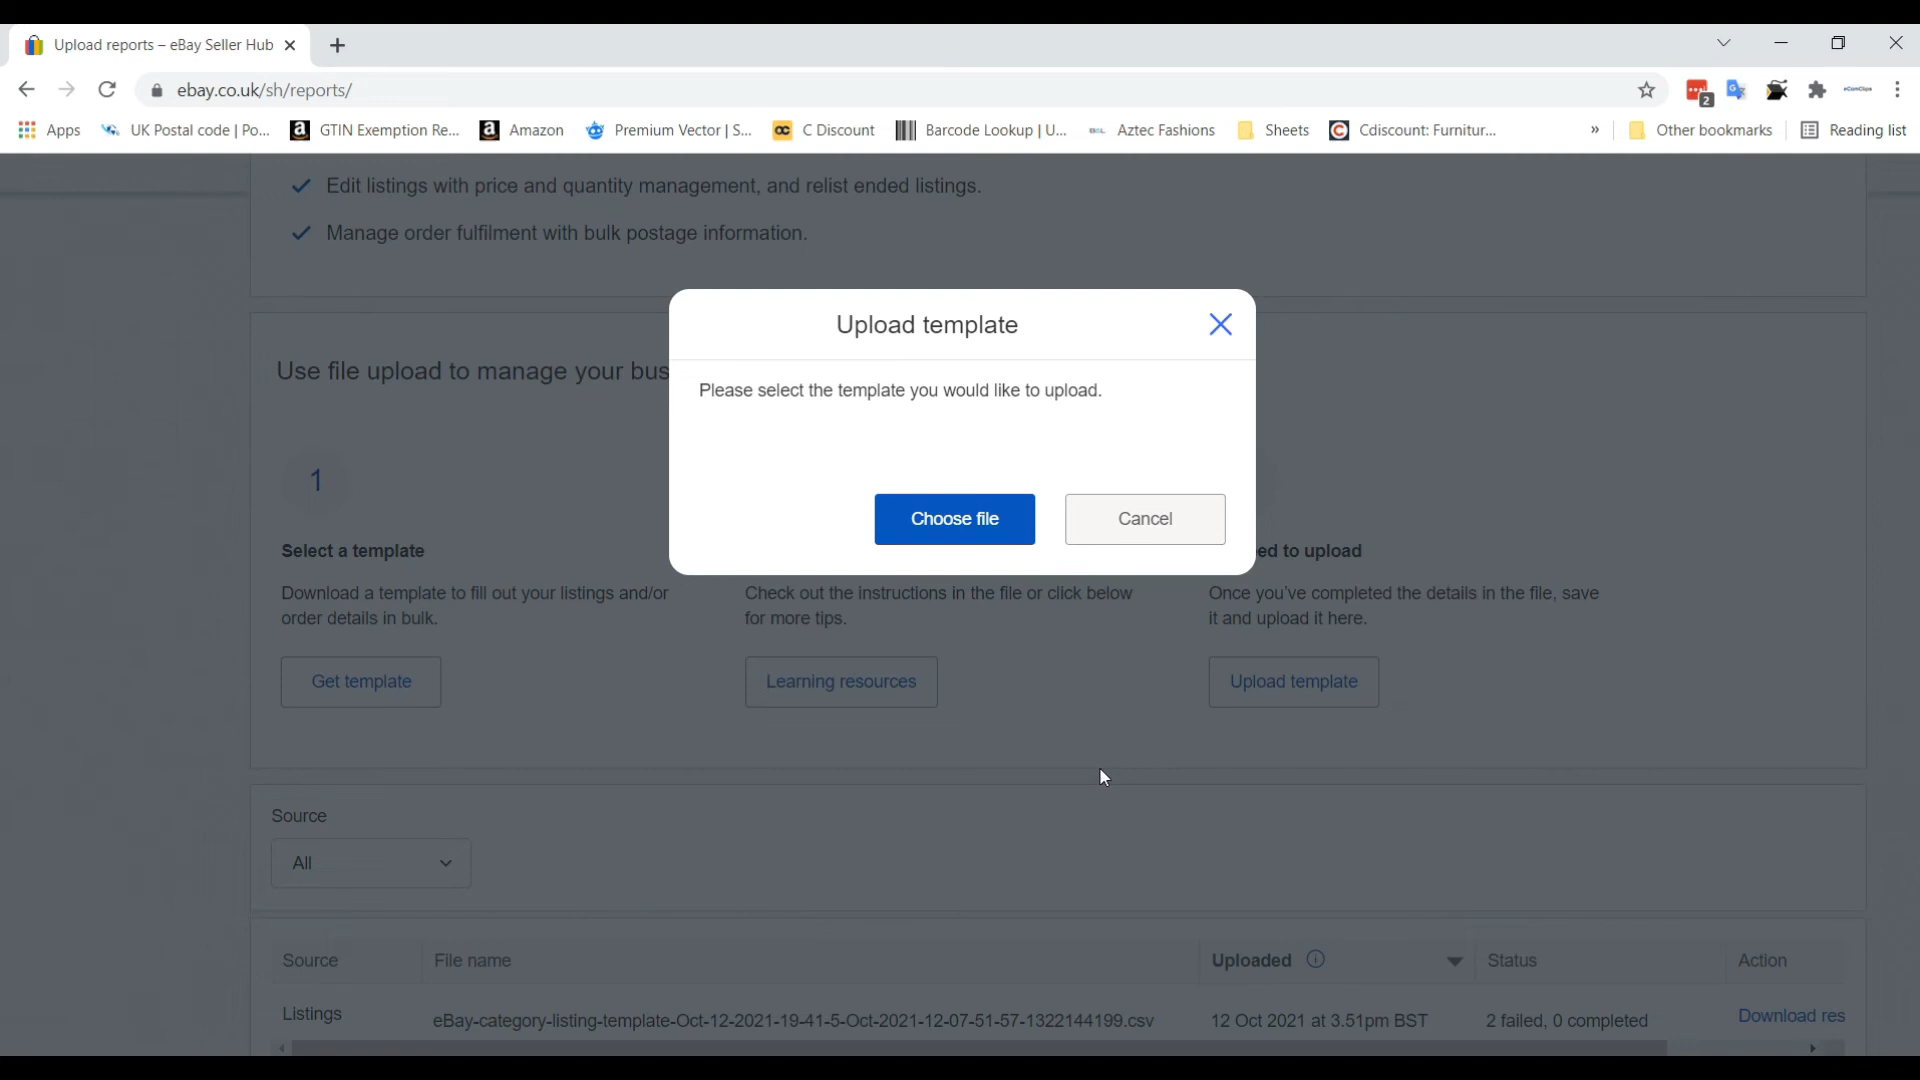 Upload reports – eBay Seller Hub
ebay.co.uk/sh/reports/
2
Apps UK Postal code | Po... GTIN Exemption Re... Amazon Premium Vector | S... C Discount Barcode Lookup | U... Aztec Fashions Sheets Cdiscount: Furnitur... » Other bookmarks Reading list
Edit listings with price and quantity management, and relist ended listings.
Manage order fulfilment with bulk postage information.
Upload template
Use file upload to manage your bus
Please select the template you would like to upload.
1
Choose file Cancel
Select a template
ed to upload
Download a template to fill out your listings and/or
order details in bulk.
Check out the instructions in the file or click below
for more tips.
Once you've completed the details in the file, save
it and upload it here.
Get template Learning resources Upload template
Source
All
Source File name Uploaded Status Action
Listings eBay-category-listing-template-Oct-12-2021-19-41-5-Oct-2021-12-07-51-57-1322144199.csv 12 Oct 2021 at 3.51pm BST 2 failed, 0 completed Download res